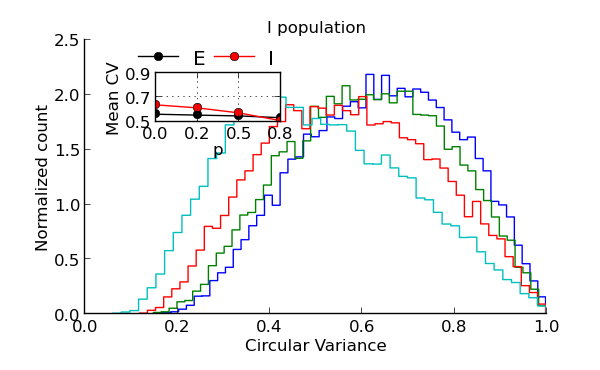 I population
2.5
2.0
1.5
1.0
0.5
0.0
Normalized count
E I
0.9
0.7
0.5
Mean CV
0.0 0.2 0.5 0.8
p
0.0 0.2 0.4 0.6 0.8 1.0
Circular Variance